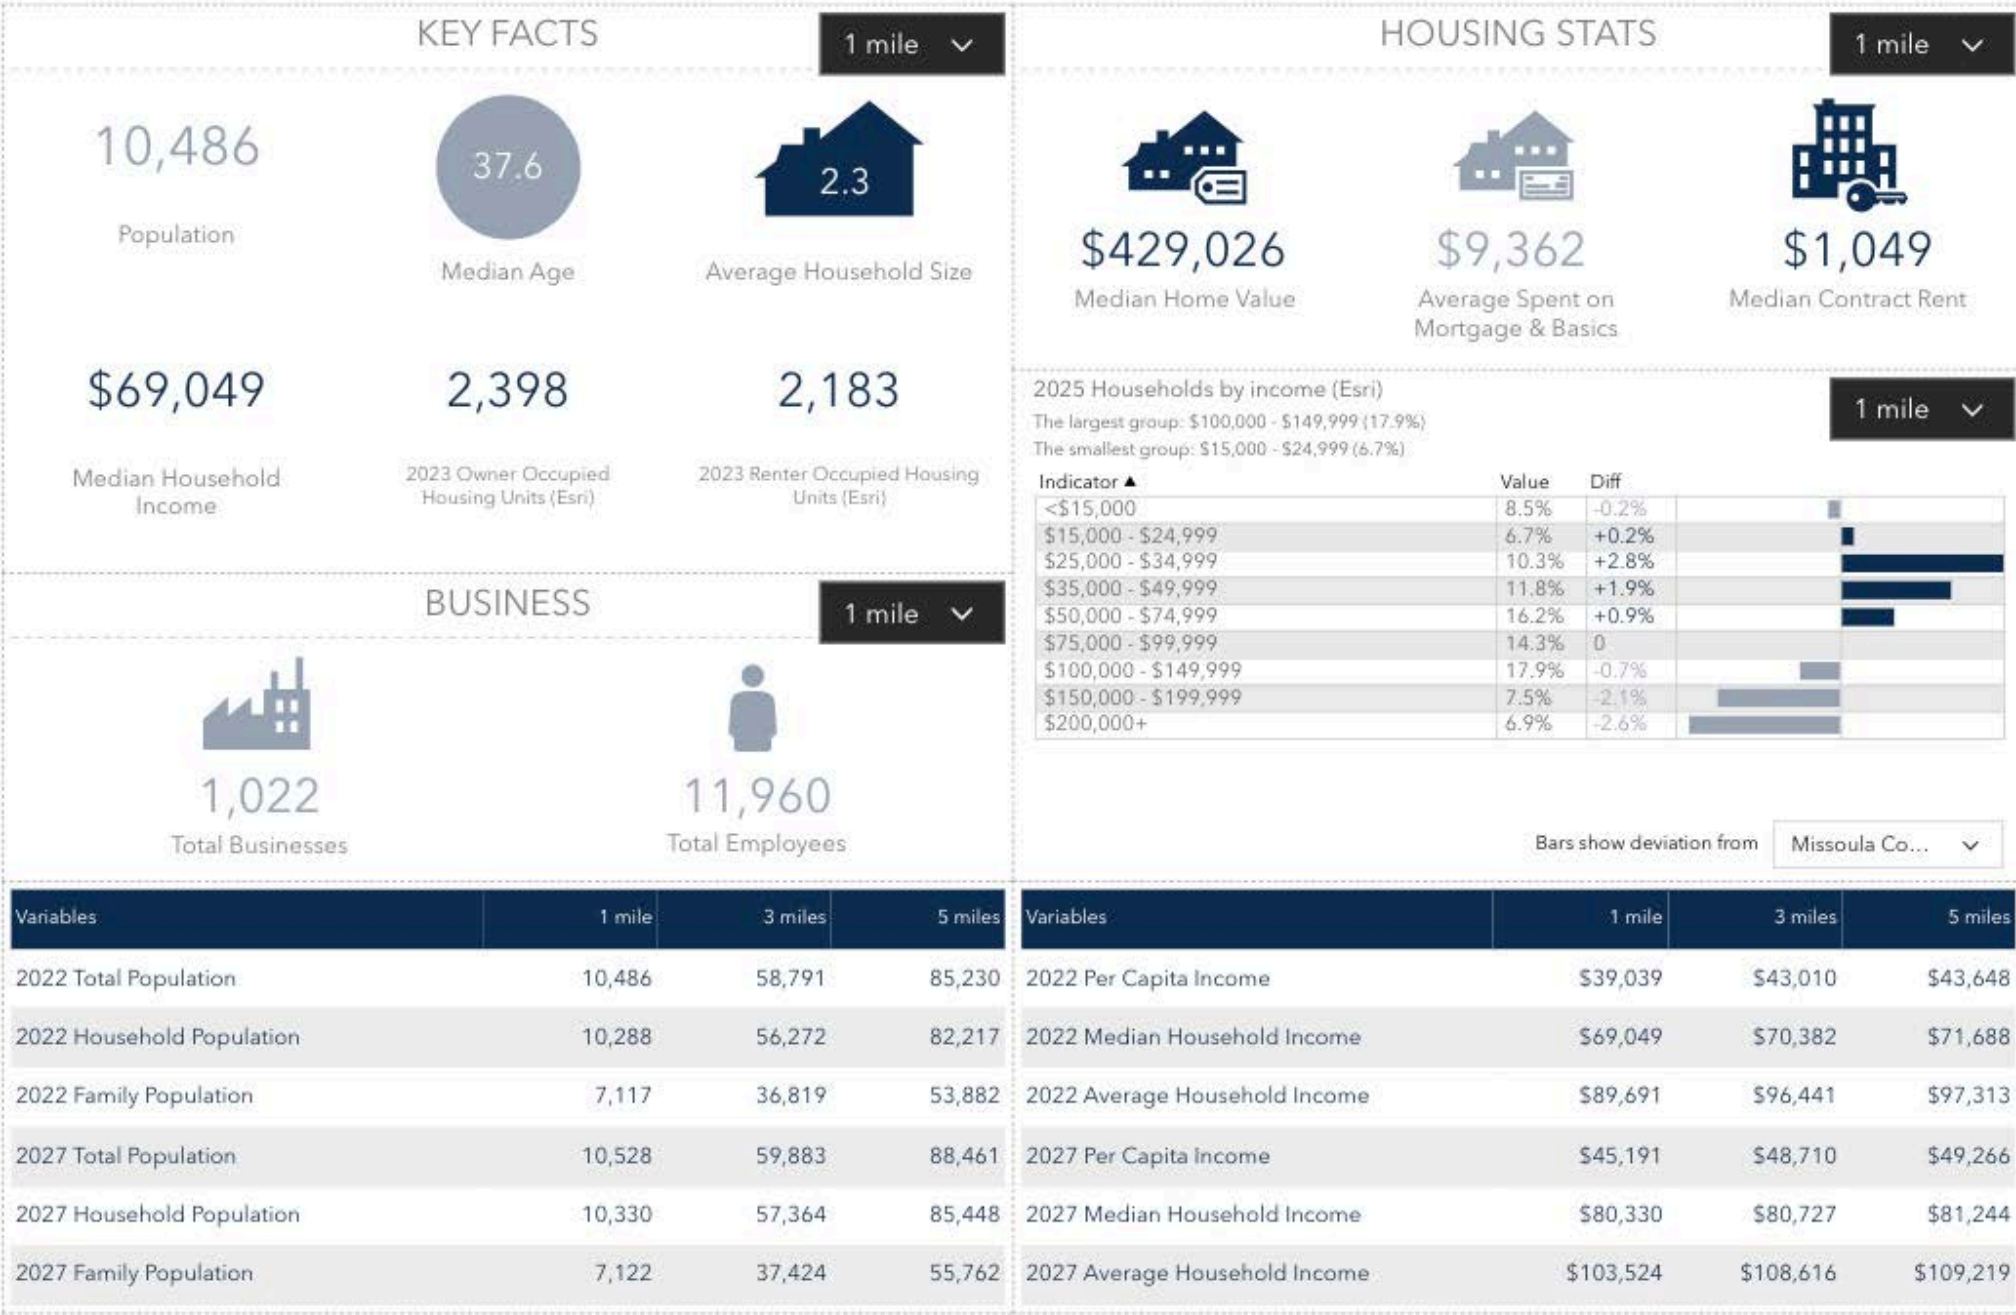 KEY FACTS
1 mile
10,486
Population
37.6
Median Age
2.3
Average Household Size
$69,049
Median Household
Income
2,398
2023 Owner Occupied
Housing Units (Esri)
2,183
2023 Renter Occupied Housing
Units (Esri)
BUSINESS
1 mile
1,022
Total Businesses
11,960
Total Employees
HOUSING STATS
1 mile
$429,026
Median Home Value
$9,362
Average Spent on
Mortgage & Basics
$1,049
Median Contract Rent
2025 Households by income (Esri)
The largest group: $100,000 - $149,999 (17.9%)
The smallest group: $15,000 - $24,999 (6.7%)
1 mile
Indicator ▲ Value Diff
<$15,000 8.5% -0.2%
$15,000 - $24,999 6.7% +0.2%
$25,000 - $34,999 10.3% +2.8%
$35,000 - $49,999 11.8% +1.9%
$50,000 - $74,999 16.2% +0.9%
$75,000 - $99,999 14.3% 0
$100,000 - $149,999 17.9% -0.7%
$150,000 - $199,999 7.5% -2.1%
$200,000+ 6.9% -2.6%
Bars show deviation from Missoula Co...
Variables 1 mile 3 miles 5 miles
2022 Total Population 10,486 58,791 85,230
2022 Household Population 10,288 56,272 82,217
2022 Family Population 7,117 36,819 53,882
2027 Total Population 10,528 59,883 88,461
2027 Household Population 10,330 57,364 85,448
2027 Family Population 7,122 37,424 55,762
Variables 1 mile 3 miles 5 miles
2022 Per Capita Income $39,039 $43,010 $43,648
2022 Median Household Income $69,049 $70,382 $71,688
2022 Average Household Income $89,691 $96,441 $97,313
2027 Per Capita Income $45,191 $48,710 $49,266
2027 Median Household Income $80,330 $80,727 $81,244
2027 Average Household Income $103,524 $108,616 $109,219